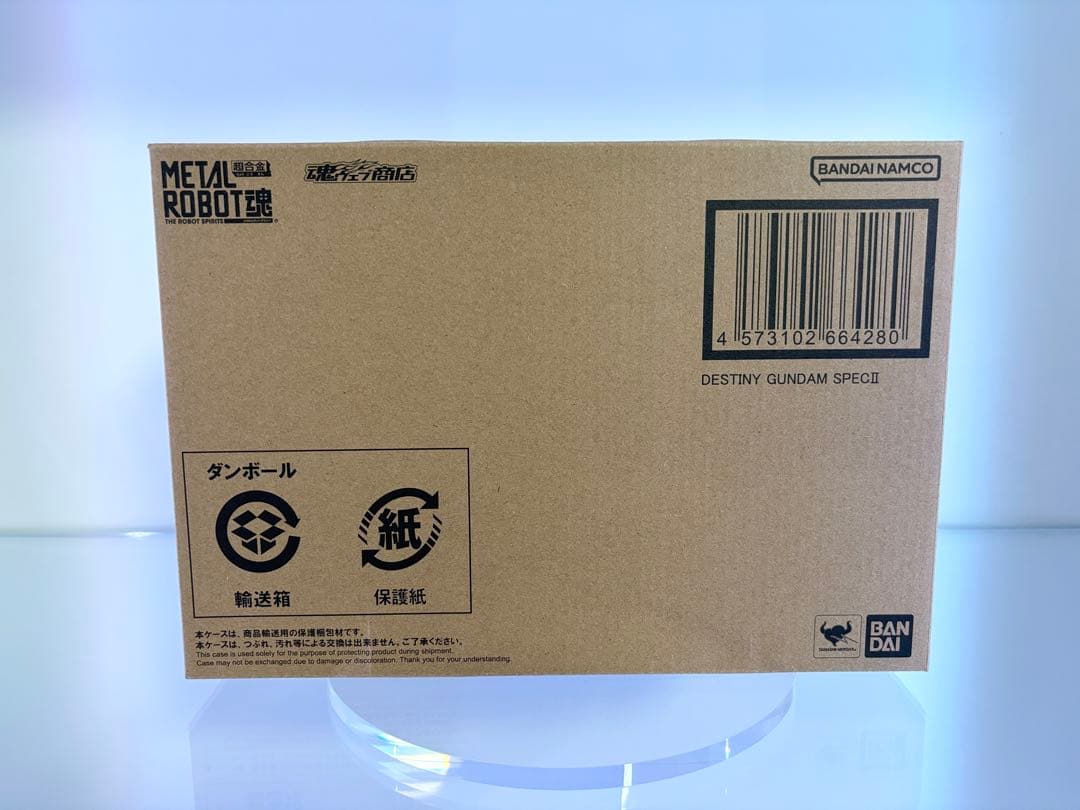 METAL 超合金
ROBOT魂
THE ROBOT SPIRITS
魂ウェブ商店
BANDAI NAMCO
4 573102 664280
DESTINY GUNDAM SPECⅡ
ダンボール
輸送箱
紙
保護紙
本ケースは、商品輸送用の保護梱包材です。
本ケースは、つぶれ、汚れ等による交換は出来ません。ご了承ください。
This case is used solely for the purpose of protecting product during shipment.
Case may not be exchanged due to damage or discoloration. Thank you for your understanding.
TAMASHII NATIONS
BAN
DAI